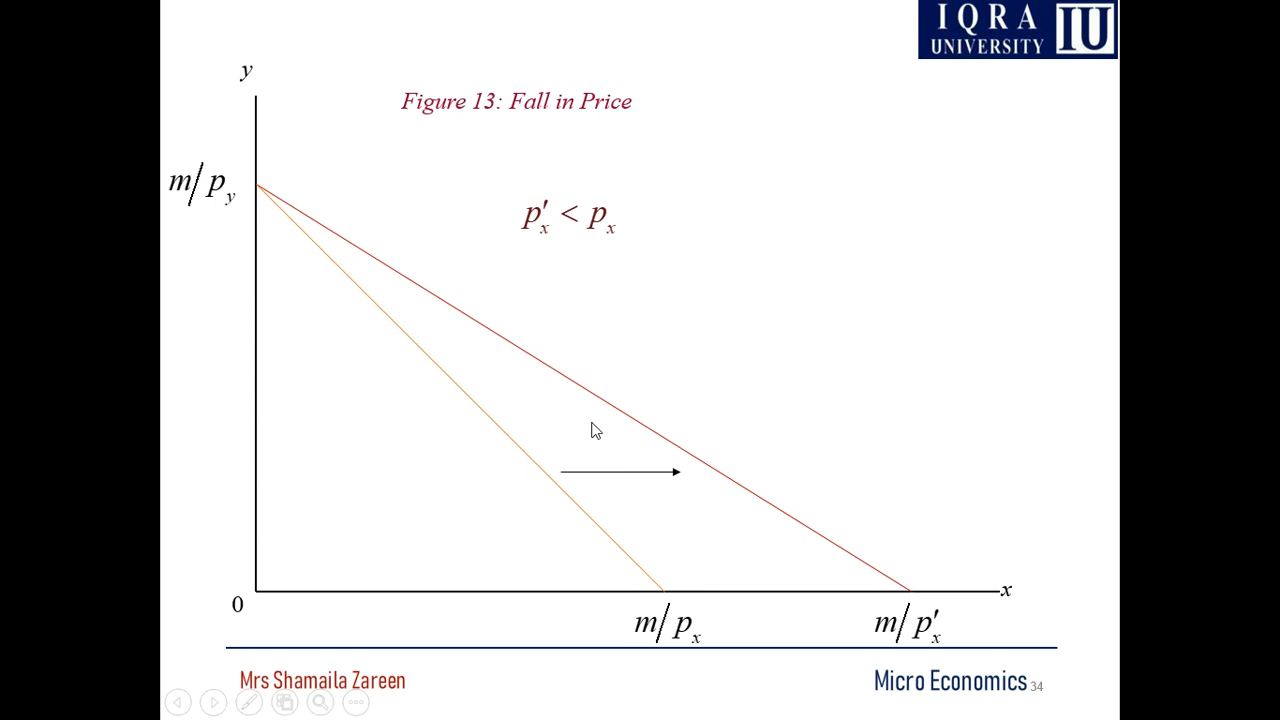 IQRA
UNIVERSITY IU
y
Figure 13: Fall in Price
m/p_y
p′_x < p_x
0
x
m/p_x m/p′_x
Mrs Shamaila Zareen Micro Economics 34